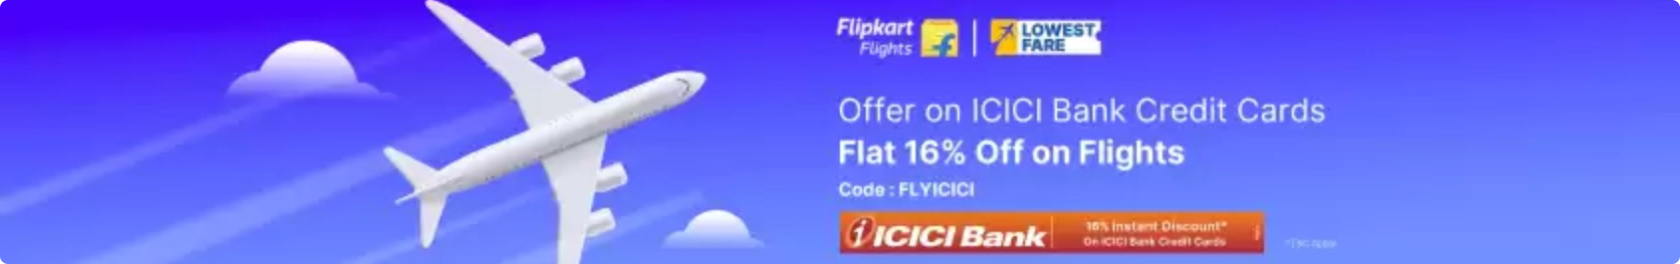 Flipkart
Flights
LOWEST
FARE
Offer on ICICI Bank Credit Cards
Flat 16% Off on Flights
Code : FLYICICI
ICICI Bank
16% Instant Discount*
On ICICI Bank Credit Cards